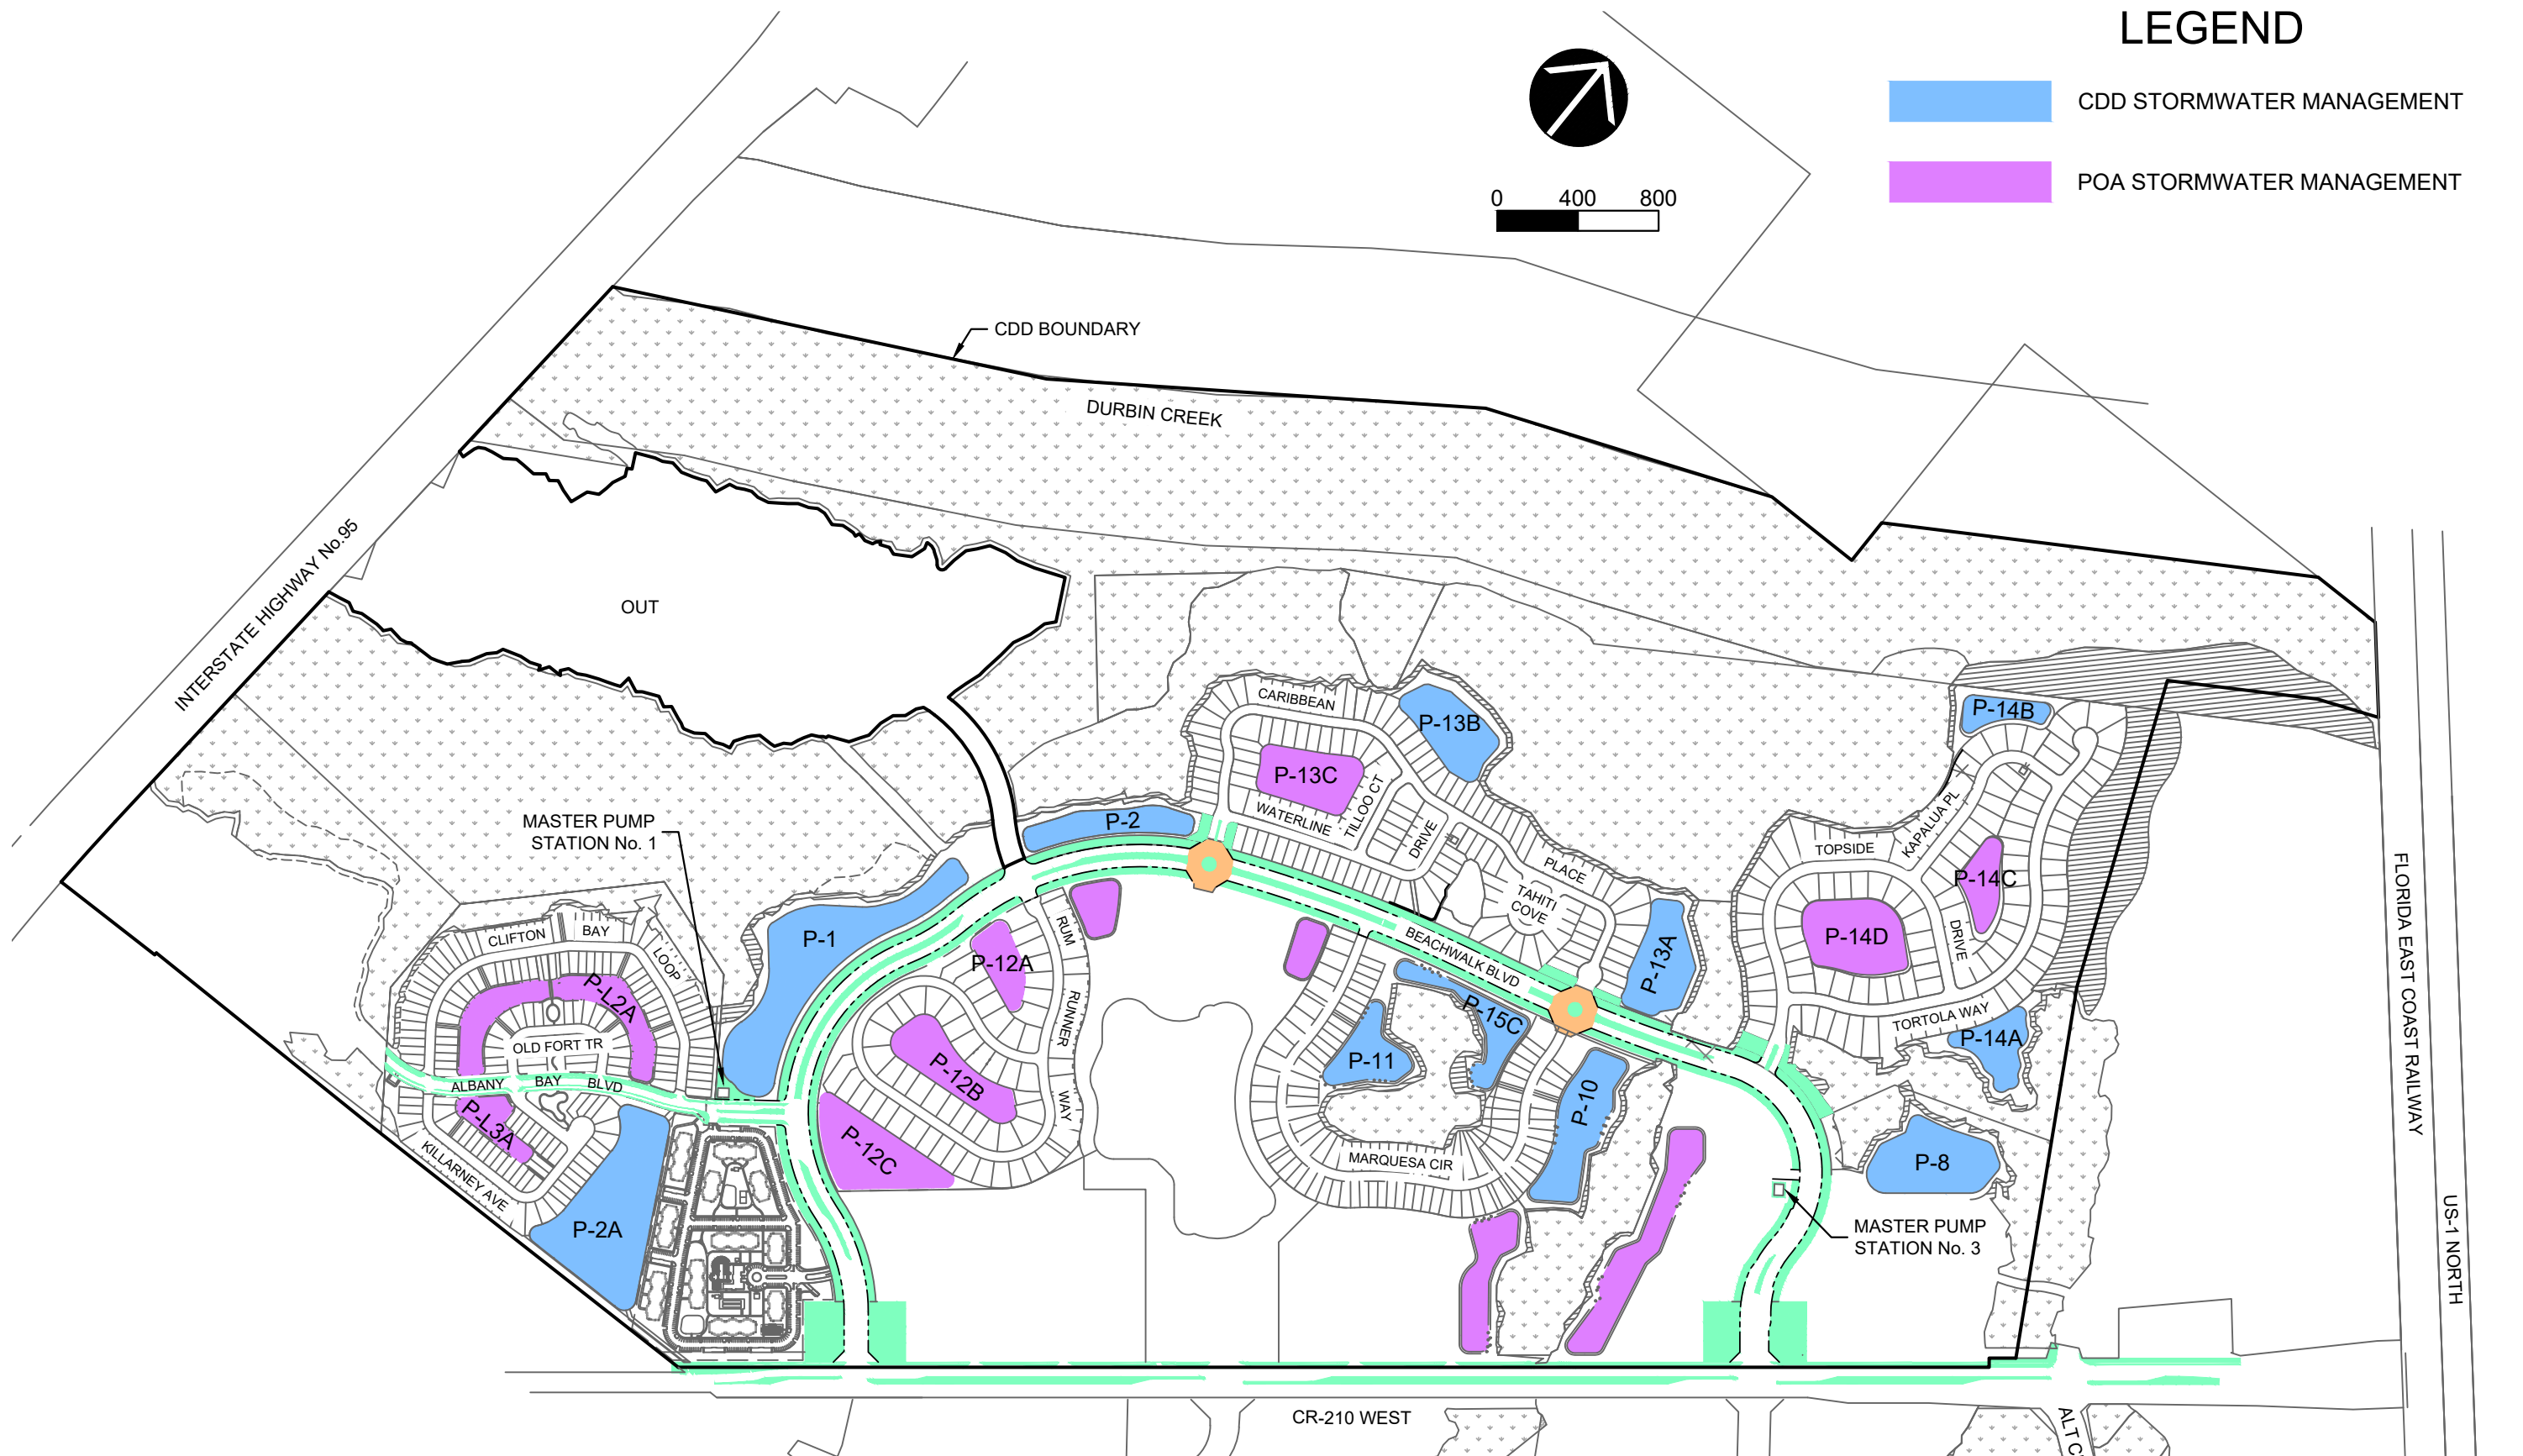 LEGEND
CDD STORMWATER MANAGEMENT
POA STORMWATER MANAGEMENT
0 400 800
CDD BOUNDARY
DURBIN CREEK
INTERSTATE HIGHWAY No.95
OUT
CARIBBEAN
P-13B
P-14B
P-13C
TILLOO CT
WATERLINE
DRIVE
KAPALUA PL
MASTER PUMP
STATION No. 1
P-2
TOPSIDE
PLACE
P-14C
TAHITI
COVE
FLORIDA EAST COAST RAILWAY
CLIFTON
BAY
LOOP
P-1
RUM
RUNNER
WAY
P-12A
BEACHWALK BLVD
P-13A
P-14D
DRIVE
P-L2A
P-15C
TORTOLA WAY
P-14A
OLD FORT TR
P-11
ALBANY
BAY
BLVD
P-12B
P-10
P-L3A
P-12C
MARQUESA CIR
P-8
KILLARNEY AVE
P-2A
MASTER PUMP
STATION No. 3
US-1 NORTH
CR-210 WEST
ALT